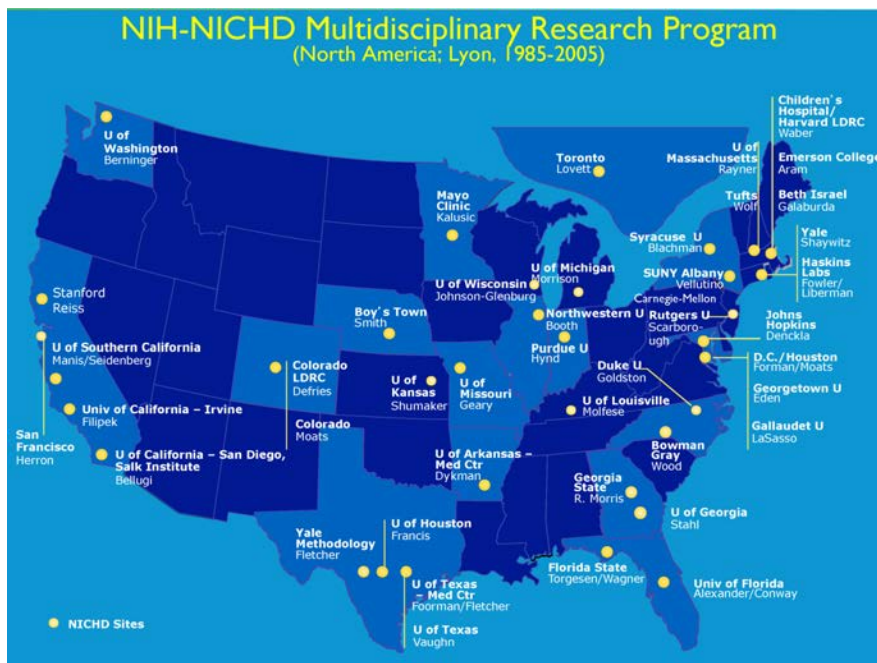 NIH-NICHD Multidisciplinary Research Program
(North America; Lyon, 1985-2005)
Children's
Hospital/
Harvard LDRC
Waber
U of
Massachusetts
Rayner
Emerson College
Aram
U of
Washington
Berninger
Toronto
Lovett
Mayo
Clinic
Kalusic
Tufts
Wolf
Beth Israel
Galaburda
Syracuse U
Blachman
Yale
Shaywitz
U of Wisconsin
Johnson-Glenburg
U of Michigan
Morrison
SUNY Albany
Vellutino
Haskins
Labs
Fowler/
Liberman
Carnegie-Mellon
Stanford
Reiss
Boy's Town
Smith
Northwestern U
Booth
Rutgers U
Scarboro-
ugh
Johns
Hopkins
Denckla
U of Southern California
Manis/Seidenberg
Purdue U
Hynd
Colorado
LDRC
Defries
U of
Kansas
Shumaker
U of
Missouri
Geary
Duke U
Goldston
D.C./Houston
Forman/Moats
Georgetown U
Eden
Univ of California – Irvine
Filipek
U of Louisville
Molfese
San
Francisco
Herron
Colorado
Moats
Gallaudet U
LaSasso
U of California – San Diego,
Salk Institute
Bellugi
U of Arkansas –
Med Ctr
Dykman
Bowman
Gray
Wood
Georgia
State
R. Morris
U of Georgia
Stahl
U of Houston
Francis
Yale
Methodology
Fletcher
Florida State
Torgesen/Wagner
U of Texas
– Med Ctr
Foorman/Fletcher
Univ of Florida
Alexander/Conway
NICHD Sites
U of Texas
Vaughn